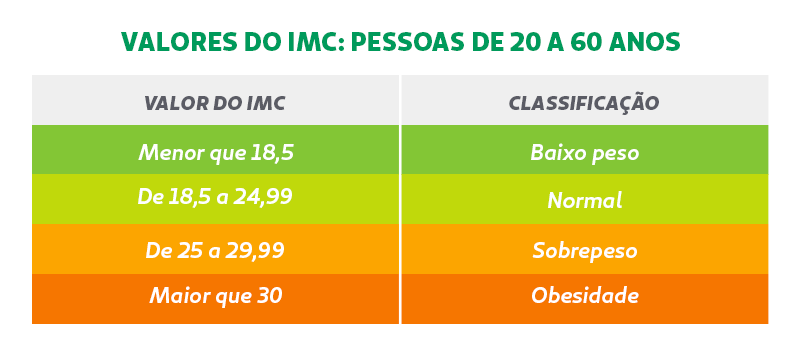 VALORES DO IMC: PESSOAS DE 20 A 60 ANOS
VALOR DO IMC CLASSIFICAÇÃO
Menor que 18,5 Baixo peso
De 18,5 a 24,99 Normal
De 25 a 29,99 Sobrepeso
Maior que 30 Obesidade